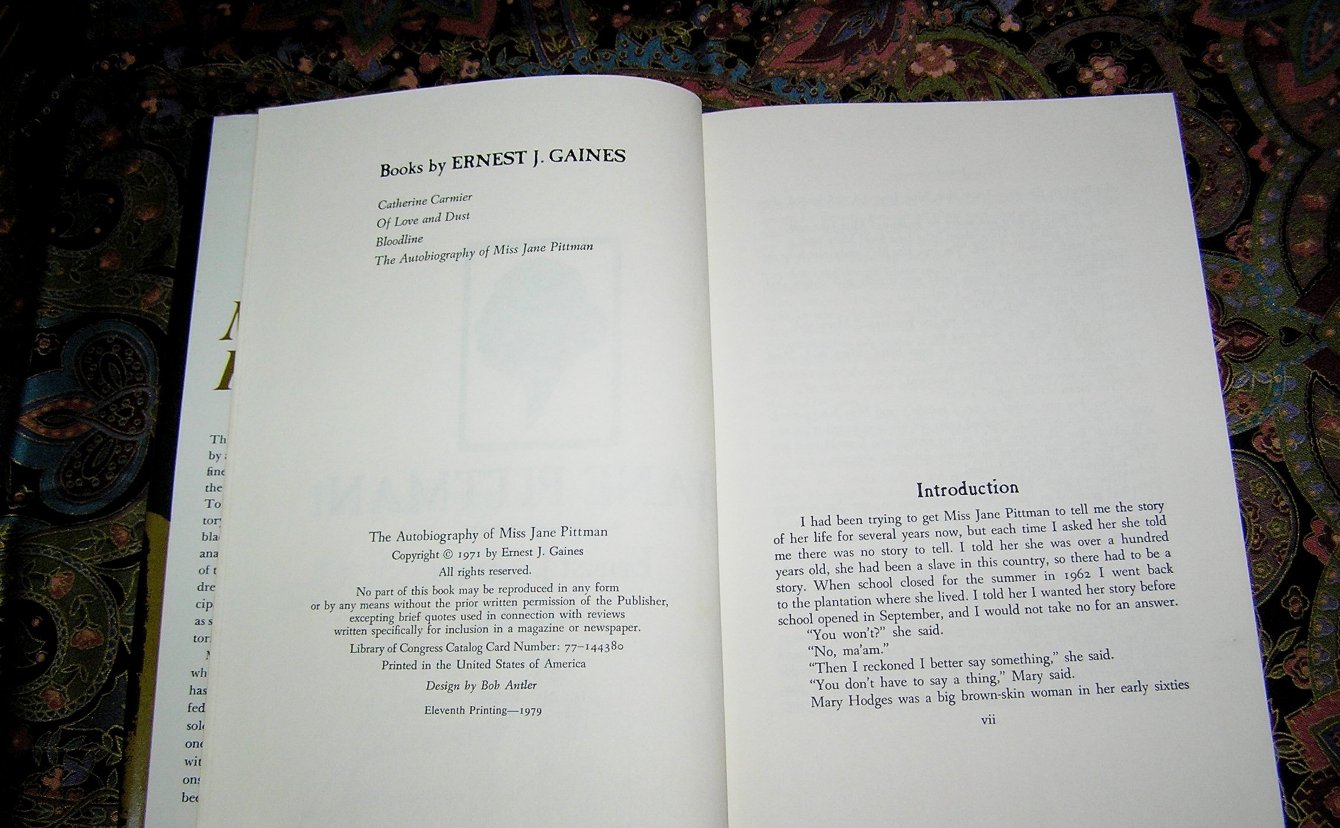 Books by ERNEST J. GAINES
Catherine Carmier
Of Love and Dust
Bloodline
The Autobiography of Miss Jane Pittman
The Autobiography of Miss Jane Pittman
Copyright © 1971 by Ernest J. Gaines
All rights reserved.
No part of this book may be reproduced in any form
or by any means without the prior written permission of the Publisher,
excepting brief quotes used in connection with reviews
written specifically for inclusion in a magazine or newspaper.
Library of Congress Catalog Card Number: 77–144380
Printed in the United States of America
Design by Bob Antler
Eleventh Printing—1979
Introduction
I had been trying to get Miss Jane Pittman to tell me the story
of her life for several years now, but each time I asked her she told
me there was no story to tell. I told her she was over a hundred
years old, she had been a slave in this country, so there had to be a
story. When school closed for the summer in 1962 I went back
to the plantation where she lived. I told her I wanted her story before
school opened in September, and I would not take no for an answer.
“You won’t?” she said.
“No, ma’am.”
“Then I reckoned I better say something,” she said.
“You don’t have to say a thing,” Mary said.
Mary Hodges was a big brown-skin woman in her early sixties
vii